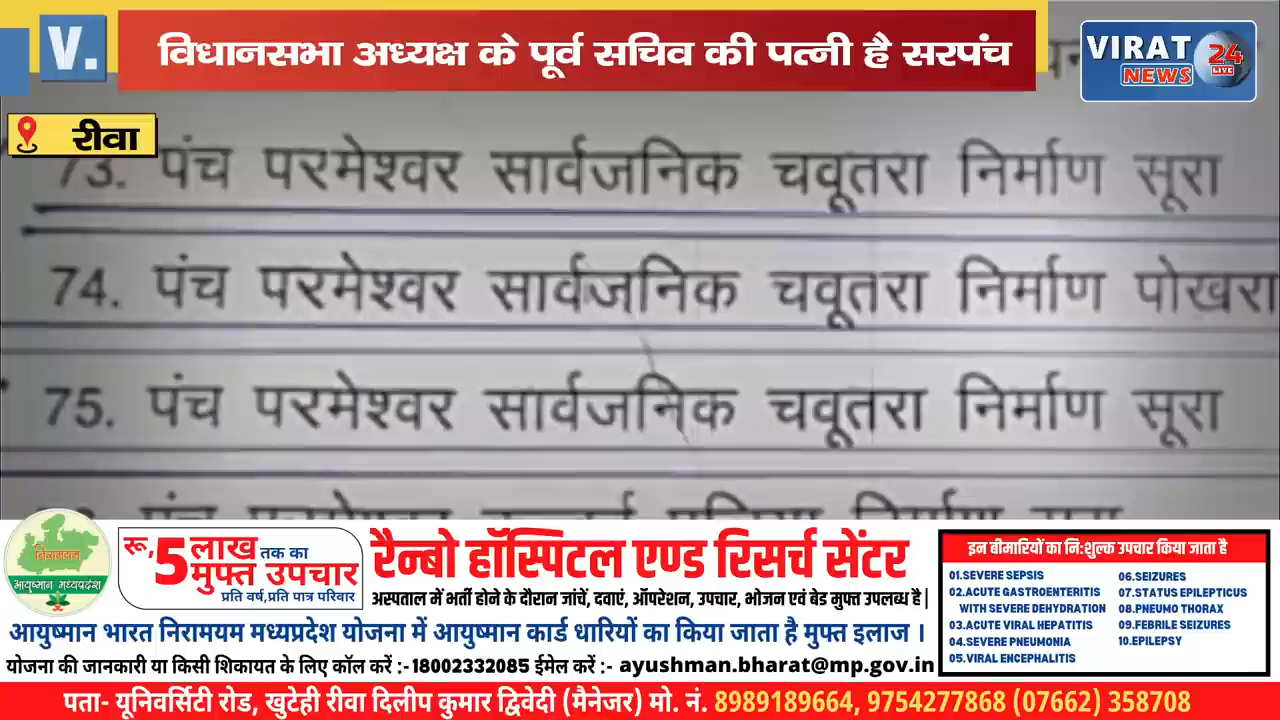 V.
विधानसभा अध्यक्ष के पूर्व सचिव की पत्नी है सरपंच
VIRAT
NEWS
24
LIVE
रीवा
73. पंच परमेश्वर सार्वजनिक चवूतरा निर्माण सूरा
74. पंच परमेश्वर सार्वजनिक चवूतरा निर्माण पोखरा
75. पंच परमेश्वर सार्वजनिक चवूतरा निर्माण सूरा
निरामयम
आयुष्मान मध्यप्रदेश
रू,5 लाख तक का
मुफ्त उपचार
प्रति वर्ष,प्रति पात्र परिवार
रैन्बो हॉस्पिटल एण्ड रिसर्च सेंटर
अस्पताल में भर्ती होने के दौरान जांचें, दवाएं, ऑपरेशन, उपचार, भोजन एवं बेड मुफ्त उपलब्ध है|
आयुष्मान भारत निरामयम मध्यप्रदेश योजना में आयुष्मान कार्ड धारियों का किया जाता है मुफ्त इलाज ।
योजना की जानकारी या किसी शिकायत के लिए कॉल करें :- 18002332085 ईमेल करें :- ayushman.bharat@mp.gov.in
इन बीमारियों का नि:शुल्क उपचार किया जाता है
01.SEVERE SEPSIS
02.ACUTE GASTROENTERITIS
WITH SEVERE DEHYDRATION
03.ACUTE VIRAL HEPATITIS
04.SEVERE PNEUMONIA
05.VIRAL ENCEPHALITIS
06.SEIZURES
07.STATUS EPILEPTICUS
08.PNEUMO THORAX
09.FEBRILE SEIZURES
10.EPILEPSY
पता- यूनिवर्सिटी रोड, खुटेही रीवा दिलीप कुमार द्विवेदी (मैनेजर) मो. नं. 8989189664, 9754277868 (07662) 358708